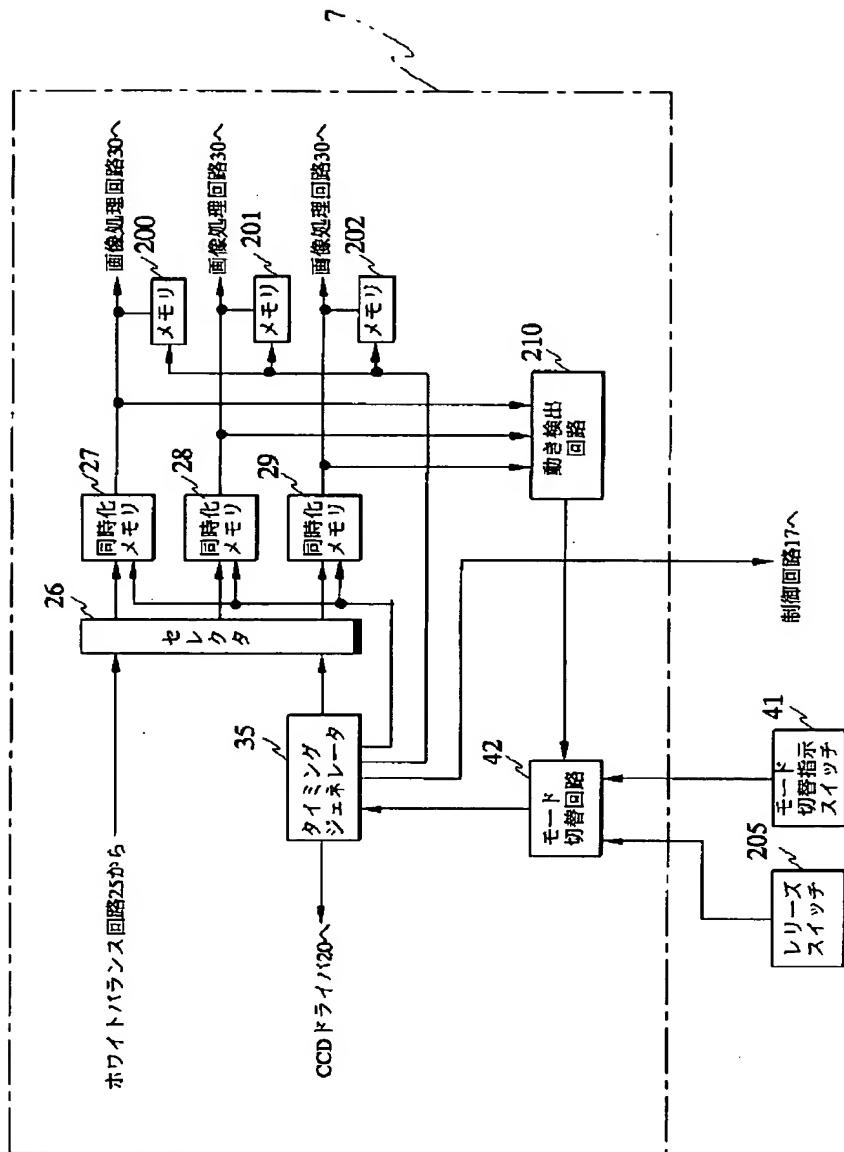 7
ホワイトバランス回路25から
26
セレクタ
27
同時化
メモリ
28
同時化
メモリ
29
同時化
メモリ
画像処理回路30へ
200
メモリ
画像処理回路30へ
201
メモリ
画像処理回路30へ
202
メモリ
35
タイミング
ジェネレータ
CCDドライバ20へ
210
動き検出
回路
42
モード
切替回路
制御回路17へ
205
レリーズ
スイッチ
41
モード
切替指示
スイッチ